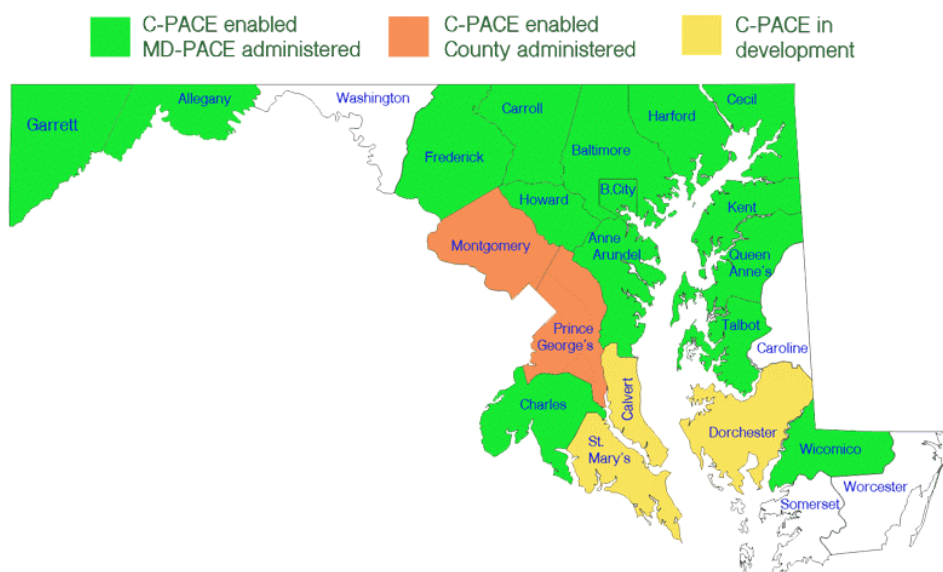 C-PACE enabled
MD-PACE administered
C-PACE enabled
County administered
C-PACE in
development
Garrett
Allegany
Washington
Frederick
Carroll
Baltimore
Harford
Cecil
B.City
Howard
Montgomery
Anne
Arundel
Kent
Queen
Anne's
Talbot
Caroline
Prince
George's
Charles
Calvert
St.
Mary's
Dorchester
Wicomico
Somerset
Worcester